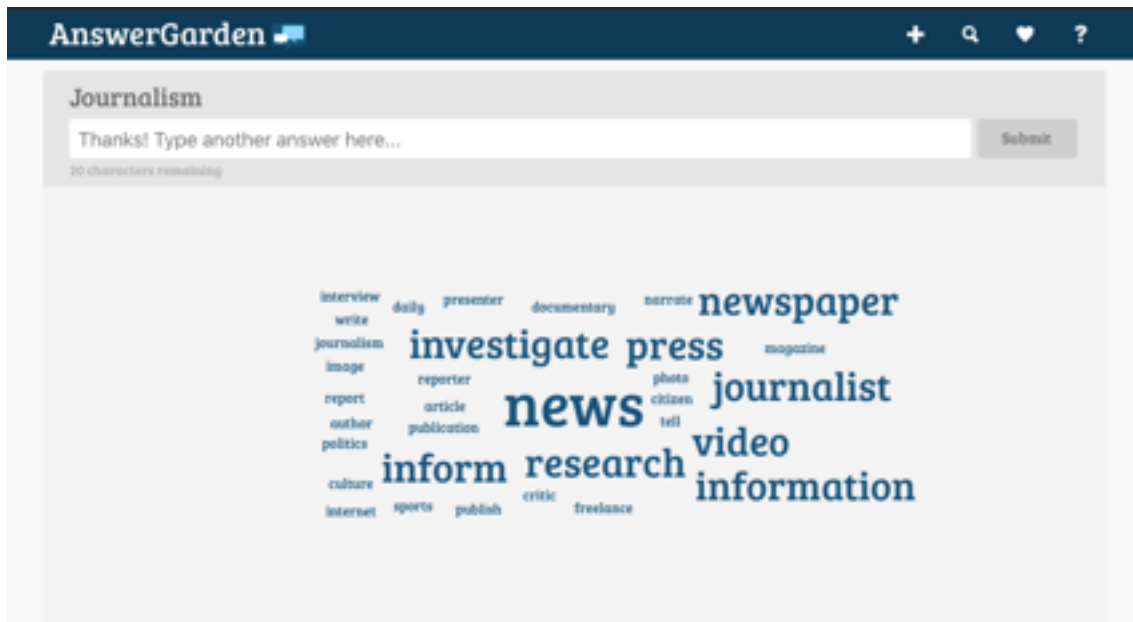 AnswerGarden
Journalism
Thanks! Type another answer here...
Submit
20 characters remaining
interview daily presenter documentary narrate newspaper
write
journalism investigate press magazine
image
reporter photo journalist
report article news citizen
author publication tell
politics video
culture inform research information
internet sports publish critic freelance